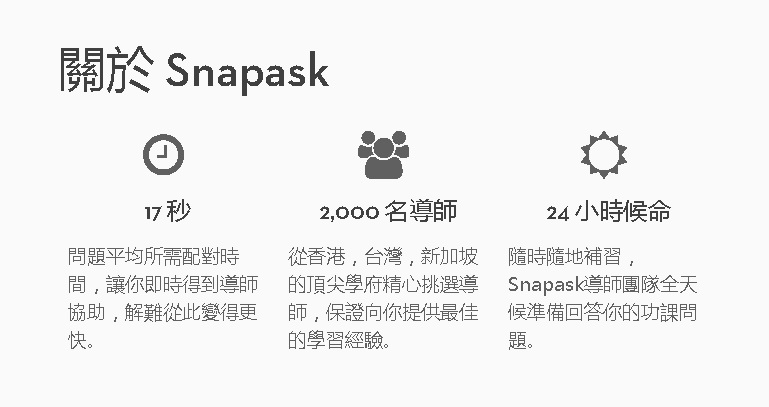 關於 Snapask
17 秒
問題平均所需配對時
間，讓你即時得到導師
協助，解難從此變得更
快。
2,000 名導師
從香港，台灣，新加坡
的頂尖學府精心挑選導
師，保證向你提供最佳
的學習經驗。
24 小時候命
隨時隨地補習，
Snapask導師團隊全天
候準備回答你的功課問
題。